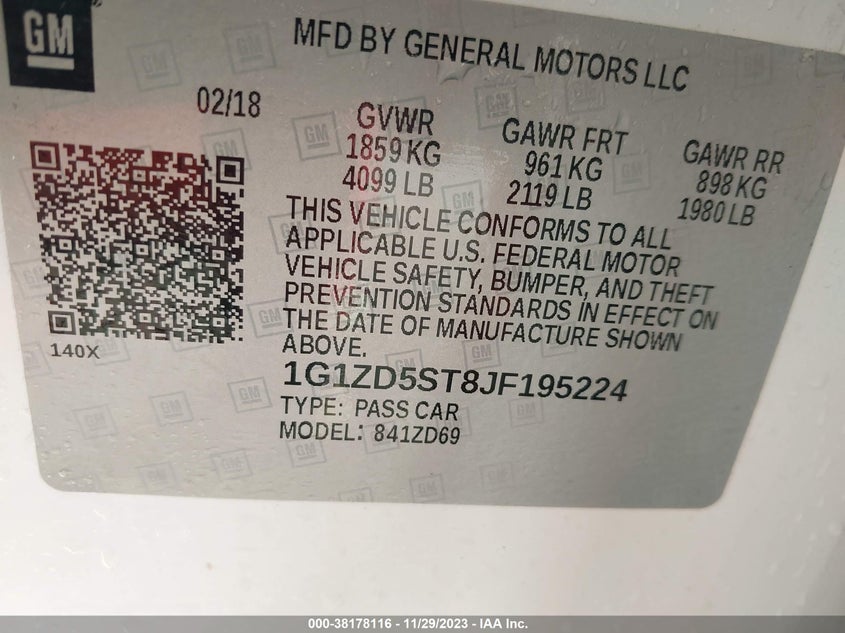 GM
MFD BY GENERAL MOTORS LLC
02/18
GVWR
1859 KG
4099 LB
GAWR FRT
961 KG
2119 LB
GAWR RR
898 KG
1980 LB
THIS VEHICLE CONFORMS TO ALL
APPLICABLE U.S. FEDERAL MOTOR
VEHICLE SAFETY, BUMPER, AND THEFT
PREVENTION STANDARDS IN EFFECT ON
THE DATE OF MANUFACTURE SHOWN
ABOVE.
140X
1G1ZD5ST8JF195224
TYPE: PASS CAR
MODEL: 841ZD69
000-38178116 - 11/29/2023 - IAA Inc.